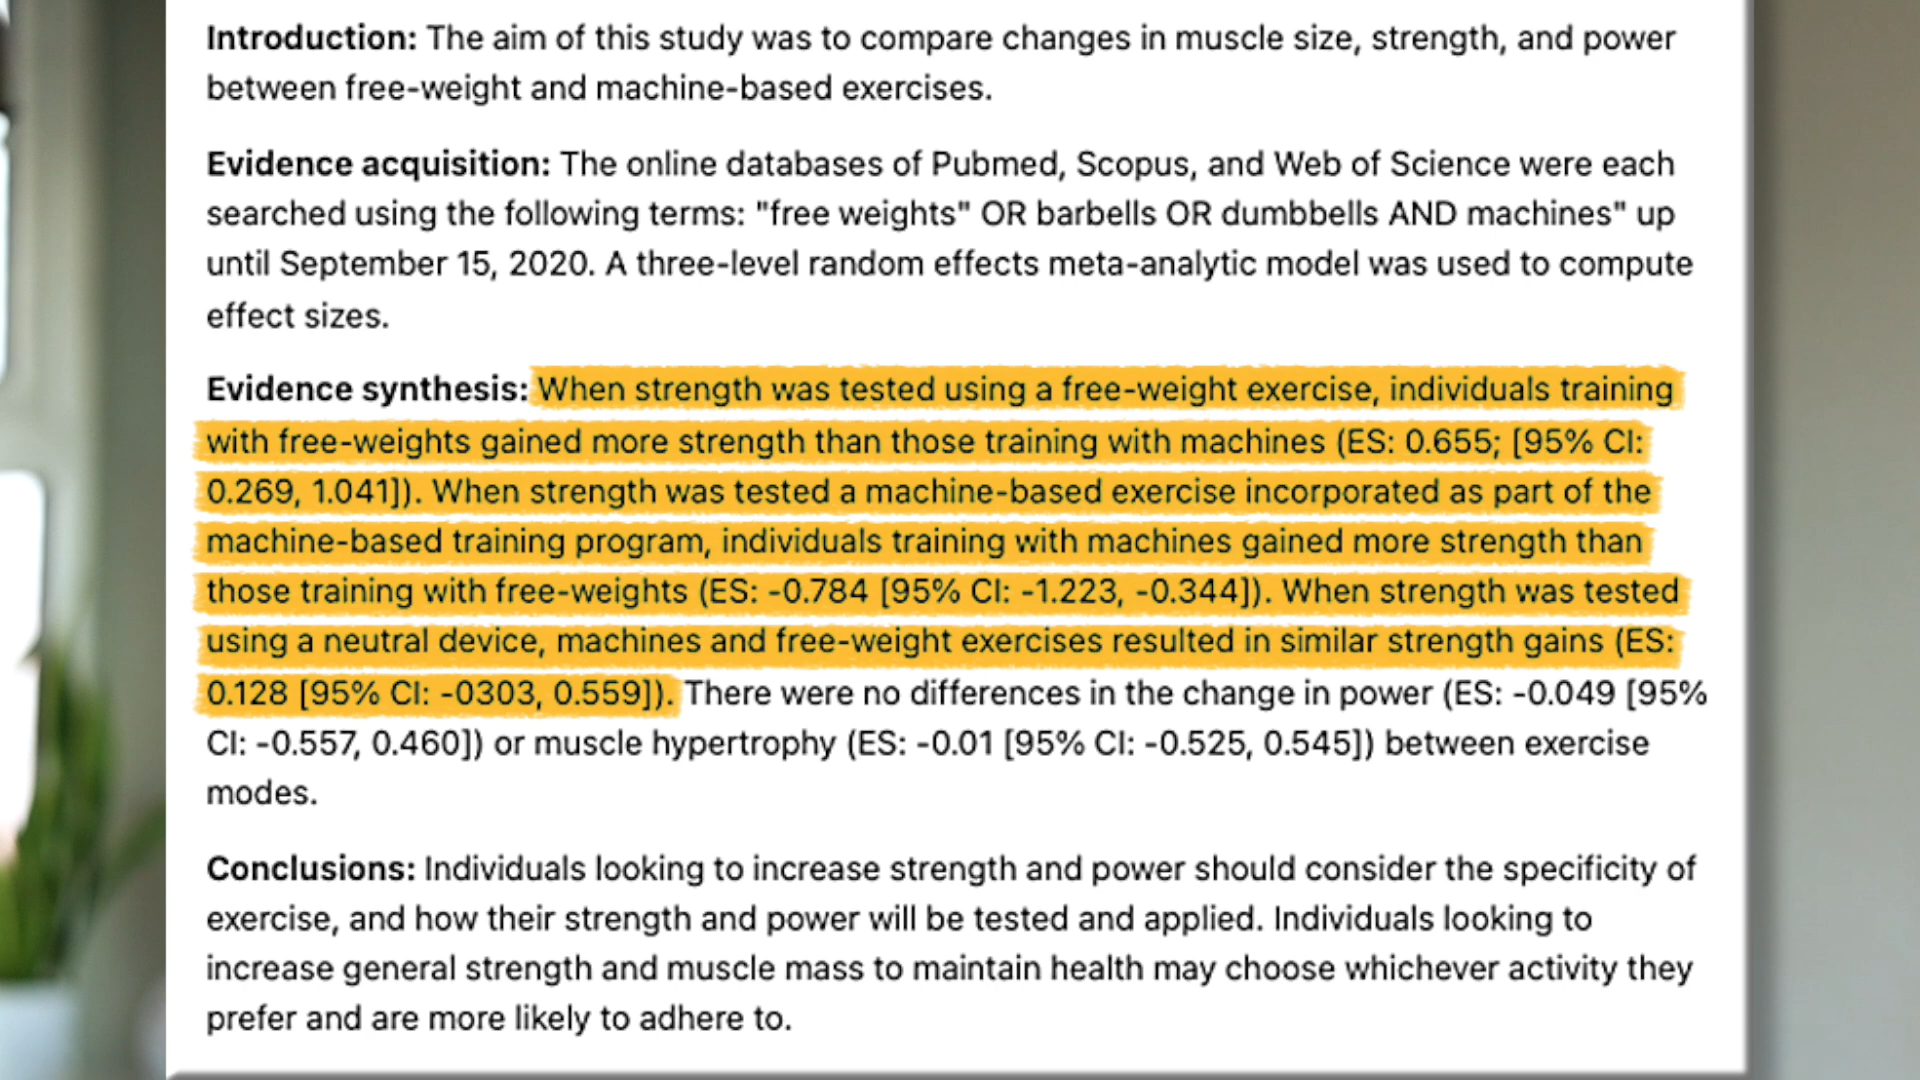 Introduction: The aim of this study was to compare changes in muscle size, strength, and power
between free-weight and machine-based exercises.
Evidence acquisition: The online databases of Pubmed, Scopus, and Web of Science were each
searched using the following terms: "free weights" OR barbells OR dumbbells AND machines" up
until September 15, 2020. A three-level random effects meta-analytic model was used to compute
effect sizes.
Evidence synthesis: When strength was tested using a free-weight exercise, individuals training
with free-weights gained more strength than those training with machines (ES: 0.655; [95% CI:
0.269, 1.041]). When strength was tested a machine-based exercise incorporated as part of the
machine-based training program, individuals training with machines gained more strength than
those training with free-weights (ES: -0.784 [95% CI: -1.223, -0.344]). When strength was tested
using a neutral device, machines and free-weight exercises resulted in similar strength gains (ES:
0.128 [95% CI: -0303, 0.559]). There were no differences in the change in power (ES: -0.049 [95%
CI: -0.557, 0.460]) or muscle hypertrophy (ES: -0.01 [95% CI: -0.525, 0.545]) between exercise
modes.
Conclusions: Individuals looking to increase strength and power should consider the specificity of
exercise, and how their strength and power will be tested and applied. Individuals looking to
increase general strength and muscle mass to maintain health may choose whichever activity they
prefer and are more likely to adhere to.